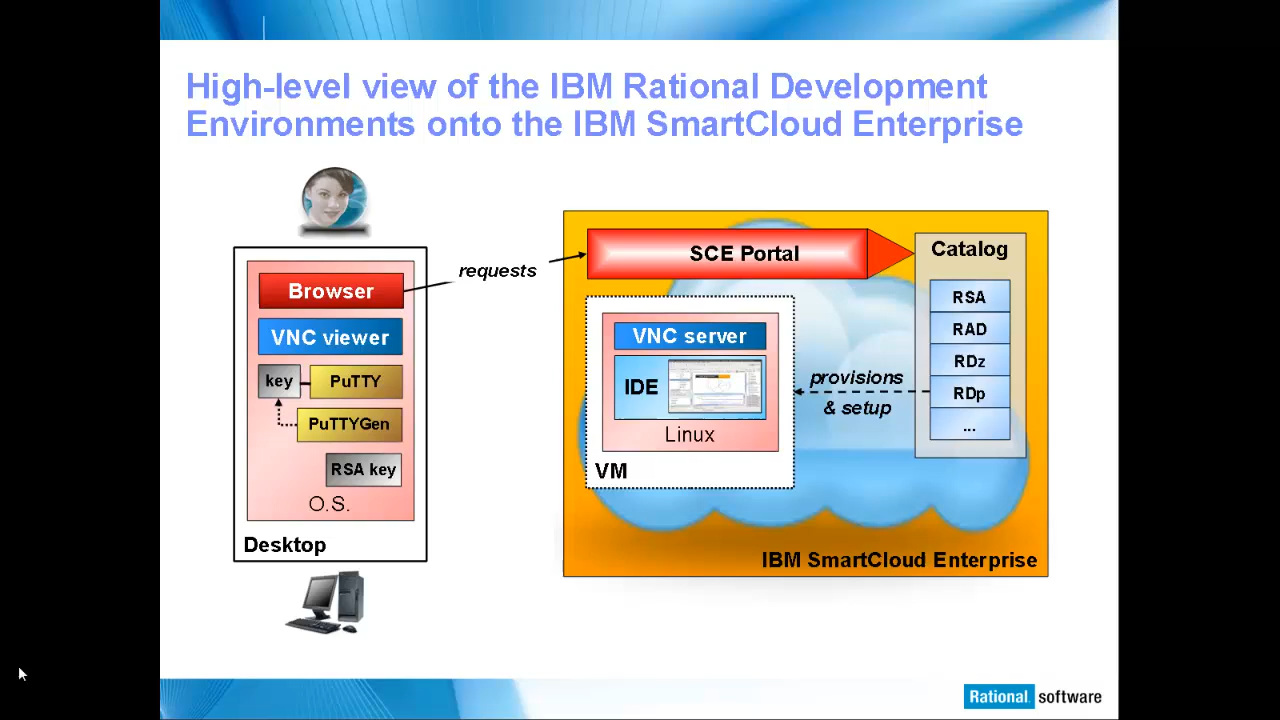 High-level view of the IBM Rational Development
Environments onto the IBM SmartCloud Enterprise
Browser
VNC viewer
key
PuTTY
PuTTYGen
RSA key
O.S.
Desktop
requests
SCE Portal
Catalog
RSA
RAD
RDz
RDp
...
VNC server
IDE
Linux
VM
provisions
& setup
IBM SmartCloud Enterprise
Rational. software